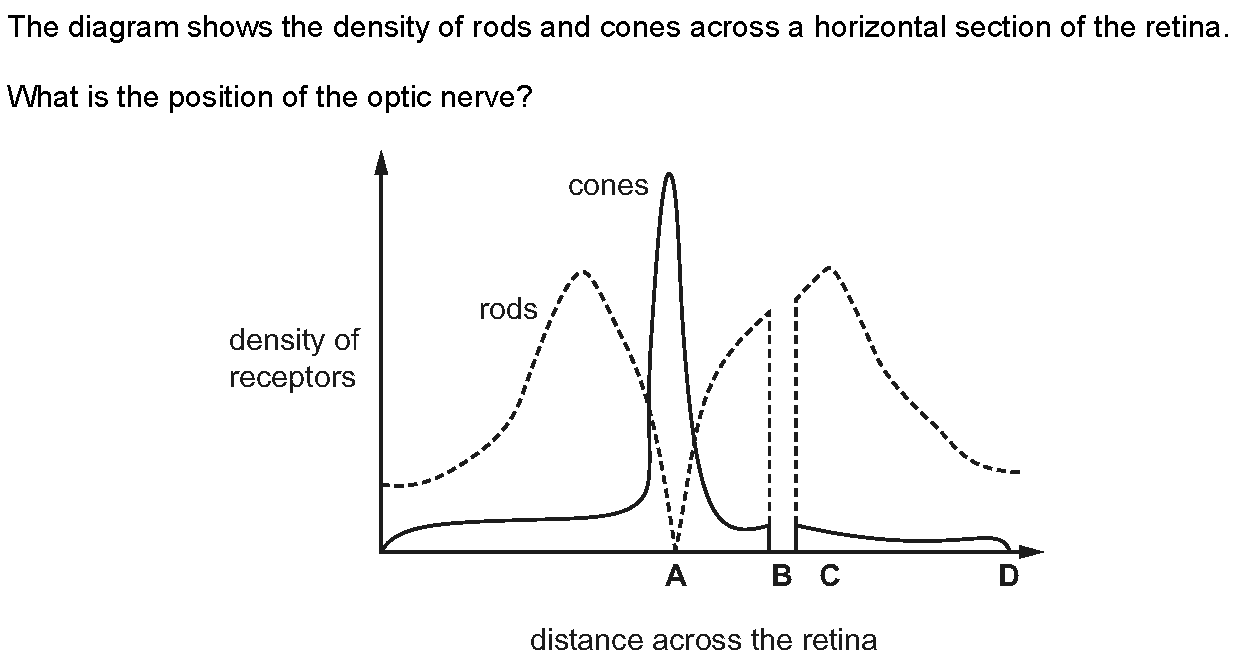 The diagram shows the density of rods and cones across a horizontal section of the retina.
What is the position of the optic nerve?
cones
rods
density of
receptors
A B C D
distance across the retina